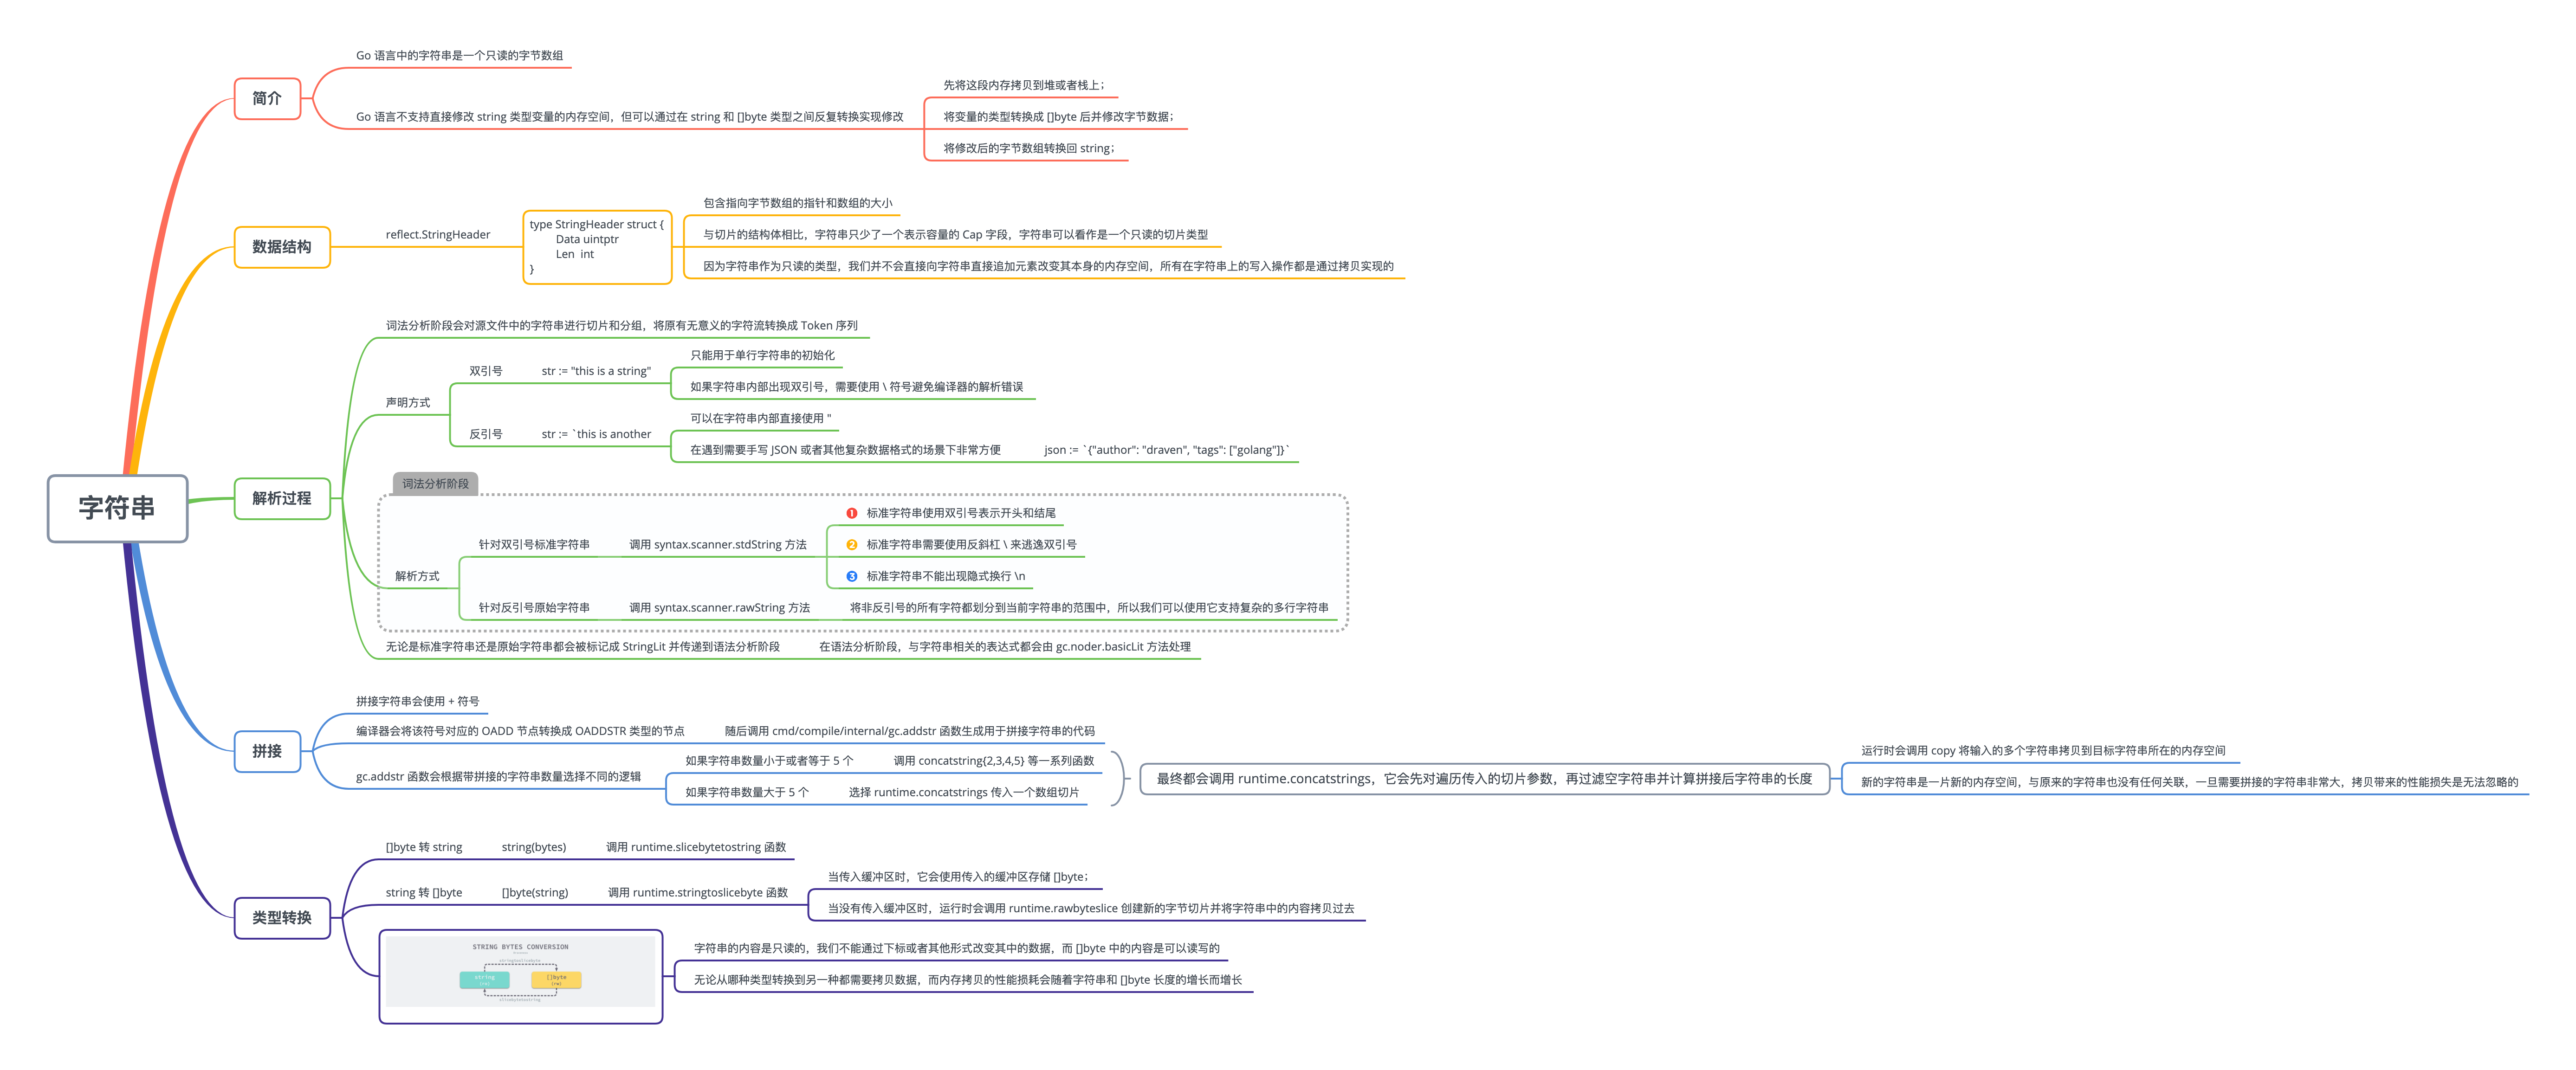 字符串
简介
Go 语言中的字符串是一个只读的字节数组
Go 语言不支持直接修改 string 类型变量的内存空间，但可以通过在 string 和 []byte 类型之间反复转换实现修改
先将这段内存拷贝到堆或者栈上；
将变量的类型转换成 []byte 后并修改字节数据；
将修改后的字节数组转换回 string；
数据结构
reflect.StringHeader
type StringHeader struct {
Data uintptr
Len  int
}
包含指向字节数组的指针和数组的大小
与切片的结构体相比，字符串只少了一个表示容量的 Cap 字段，字符串可以看作是一个只读的切片类型
因为字符串作为只读的类型，我们并不会直接向字符串直接追加元素改变其本身的内存空间，所有在字符串上的写入操作都是通过拷贝实现的
解析过程
词法分析阶段会对源文件中的字符串进行切片和分组，将原有无意义的字符流转换成 Token 序列
声明方式
双引号
str := "this is a string"
只能用于单行字符串的初始化
如果字符串内部出现双引号，需要使用 \ 符号避免编译器的解析错误
反引号
str := `this is another
可以在字符串内部直接使用 "
在遇到需要手写 JSON 或者其他复杂数据格式的场景下非常方便
json := `{"author": "draven", "tags": ["golang"]}`
词法分析阶段
解析方式
针对双引号标准字符串
调用 syntax.scanner.stdString 方法
1 标准字符串使用双引号表示开头和结尾
2 标准字符串需要使用反斜杠 \ 来逃逸双引号
3 标准字符串不能出现隐式换行 \n
针对反引号原始字符串
调用 syntax.scanner.rawString 方法
将非反引号的所有字符都划分到当前字符串的范围中，所以我们可以使用它支持复杂的多行字符串
无论是标准字符串还是原始字符串都会被标记成 StringLit 并传递到语法分析阶段
在语法分析阶段，与字符串相关的表达式都会由 gc.noder.basicLit 方法处理
拼接
拼接字符串会使用 + 符号
编译器会将该符号对应的 OADD 节点转换成 OADDSTR 类型的节点
随后调用 cmd/compile/internal/gc.addstr 函数生成用于拼接字符串的代码
gc.addstr 函数会根据带拼接的字符串数量选择不同的逻辑
如果字符串数量小于或者等于 5 个
调用 concatstring{2,3,4,5} 等一系列函数
如果字符串数量大于 5 个
选择 runtime.concatstrings 传入一个数组切片
最终都会调用 runtime.concatstrings，它会先对遍历传入的切片参数，再过滤空字符串并计算拼接后字符串的长度
运行时会调用 copy 将输入的多个字符串拷贝到目标字符串所在的内存空间
新的字符串是一片新的内存空间，与原来的字符串也没有任何关联，一旦需要拼接的字符串非常大，拷贝带来的性能损失是无法忽略的
类型转换
[]byte 转 string
string(bytes)
调用 runtime.slicebytetostring 函数
string 转 []byte
[]byte(string)
调用 runtime.stringtoslicebyte 函数
当传入缓冲区时，它会使用传入的缓冲区存储 []byte；
当没有传入缓冲区时，运行时会调用 runtime.rawbyteslice 创建新的字节切片并将字符串中的内容拷贝过去
STRING BYTES CONVERSION
stringtoslicebyte
string
(ro)
[]byte
(rw)
slicebytetostring
字符串的内容是只读的，我们不能通过下标或者其他形式改变其中的数据，而 []byte 中的内容是可以读写的
无论从哪种类型转换到另一种都需要拷贝数据，而内存拷贝的性能损耗会随着字符串和 []byte 长度的增长而增长